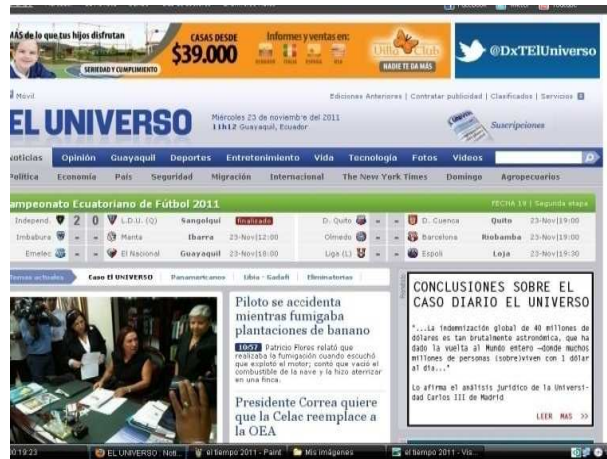 Facebook Youtube
MÁS de lo que tus hijos disfrutan
SERIEDAD Y CUMPLIMIENTO
CASAS DESDE
$39.000
Informes y ventas en:
Villa Club
NADIE TE DA MÁS
@DxTElUniverso
Móvil
Ediciones Anteriores | Contratar publicidad | Clasificados | Servicios
EL UNIVERSO
Miércoles 23 de noviembre del 2011
11h12 Guayaquil, Ecuador
Suscripciones
Noticias Opinión Guayaquil Deportes Entretenimiento Vida Tecnología Fotos Videos
Política Economía País Seguridad Migración Internacional The New York Times Domingo Agropecuarios
ampeonato Ecuatoriano de Fútbol 2011
FECHA 19 | Segunda etapa
Independ. 2 0 L.D.U. (Q) Sangolquí finalizado D. Quito - - D. Cuenca Quito 23-Nov|19:00
Imbabura - - Manta Ibarra 23-Nov|12:00 Olmedo - - Barcelona Riobamba 23-Nov|19:00
Emelec - - El Nacional Guayaquil 23-Nov|18:00 Liga (L) - - Espoli Loja 23-Nov|19:30
Temas actuales Caso El UNIVERSO Panamericanos Libia - Gadafi Eliminatorias
Piloto se accidenta
mientras fumigaba
plantaciones de banano
10:57 Patricio Flores relató que
realizaba la fumigación cuando escuchó
que explotó el motor; contó que vació el
combustible de la nave y la hizo aterrizar
en una finca.
Presidente Correa quiere
que la Celac reemplace a
la OEA
CONCLUSIONES SOBRE EL
CASO DIARIO EL UNIVERSO
"...La indemnización global de 40 millones de
dólares es tan brutalmente astronómica, que ha
dado la vuelta al Mundo entero —donde muchos
millones de personas (sobre)viven con 1 dólar
al día..."
Lo afirma el análisis jurídico de la Universi-
dad Carlos III de Madrid
LEER MAS >>
0:19:23 EL UNIVERSO : Noti... el tiempo 2011 - Paint Mis imágenes el tiempo 2011 - Vis...